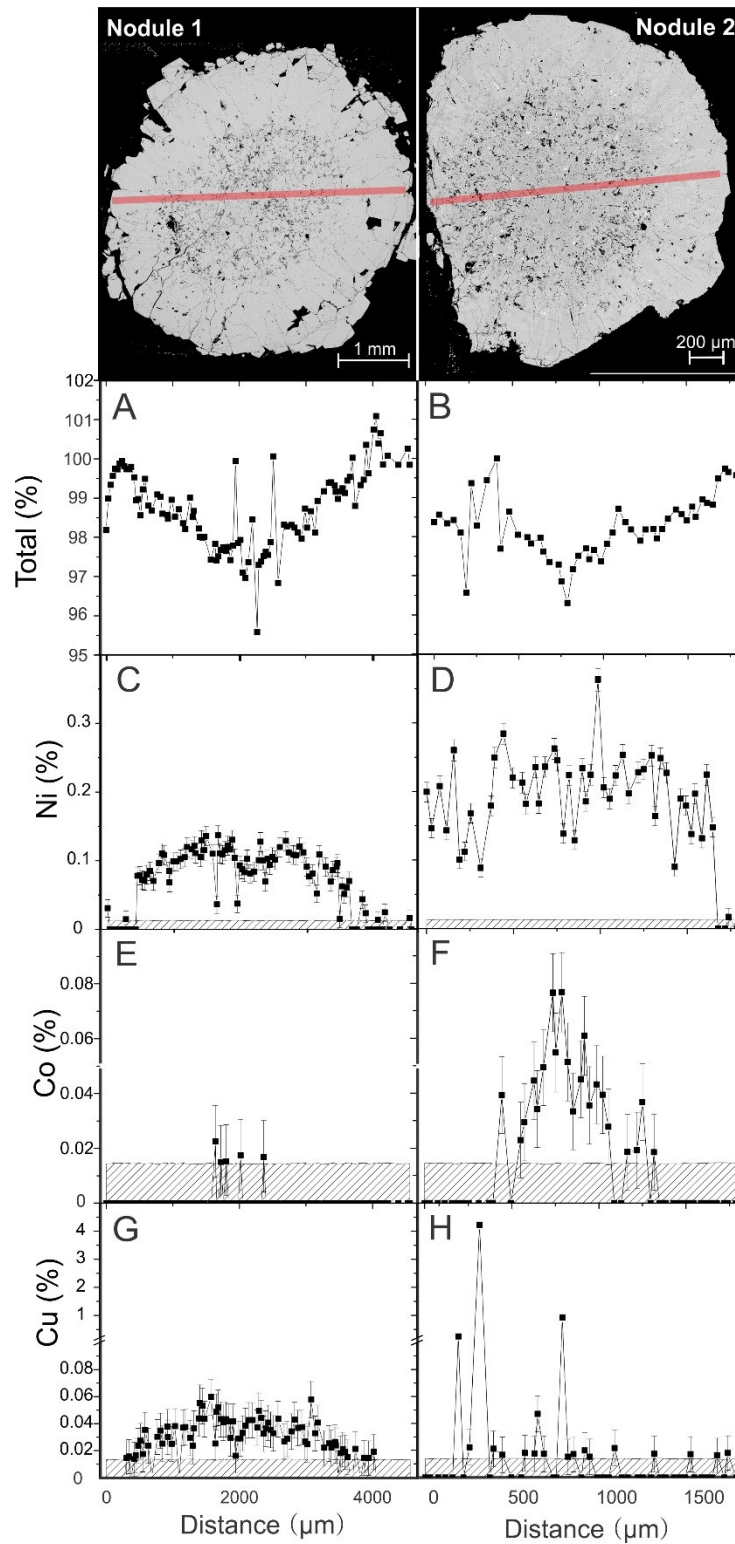 Nodule 1
Nodule 2
1 mm
200 μm
A
B
Total (%)
102
101
100
99
98
97
96
95
C
D
Ni (%)
0.3
0.2
0.1
0
E
F
Co (%)
0.08
0.06
0.04
0.02
0
G
H
Cu (%)
4
3
2
1
0.08
0.06
0.04
0.02
0
0 2000 4000
0 500 1000 1500
Distance (μm)
Distance (μm)